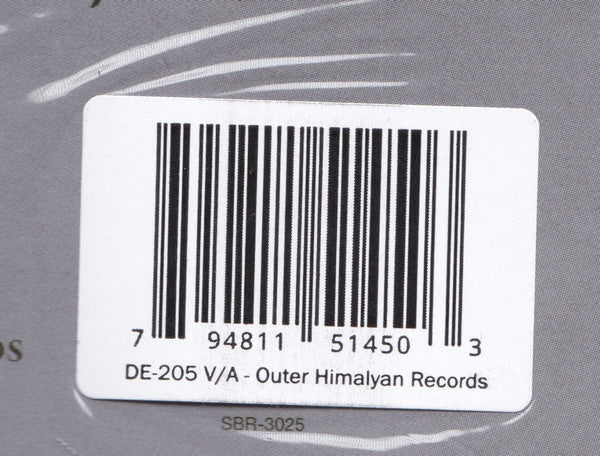 7 94811 51450 3
DE-205 V/A - Outer Himalyan Records
SBR-3025